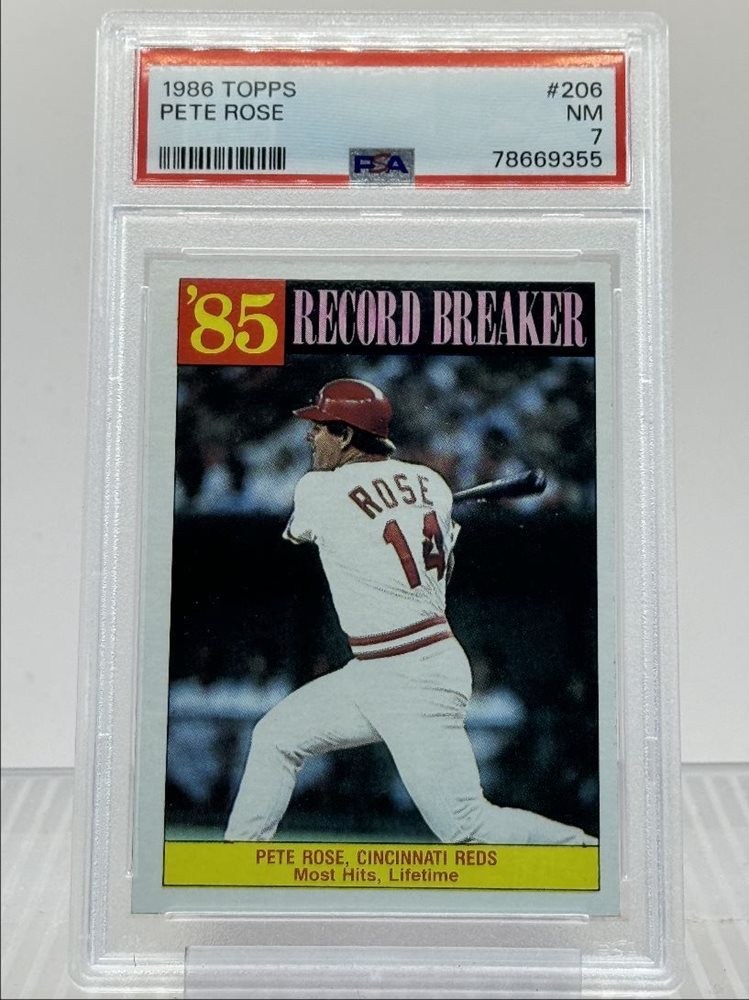 1986 TOPPS #206
PETE ROSE NM
7
PSA 78669355
'85 RECORD BREAKER
ROSE
14
PETE ROSE, CINCINNATI REDS
Most Hits, Lifetime